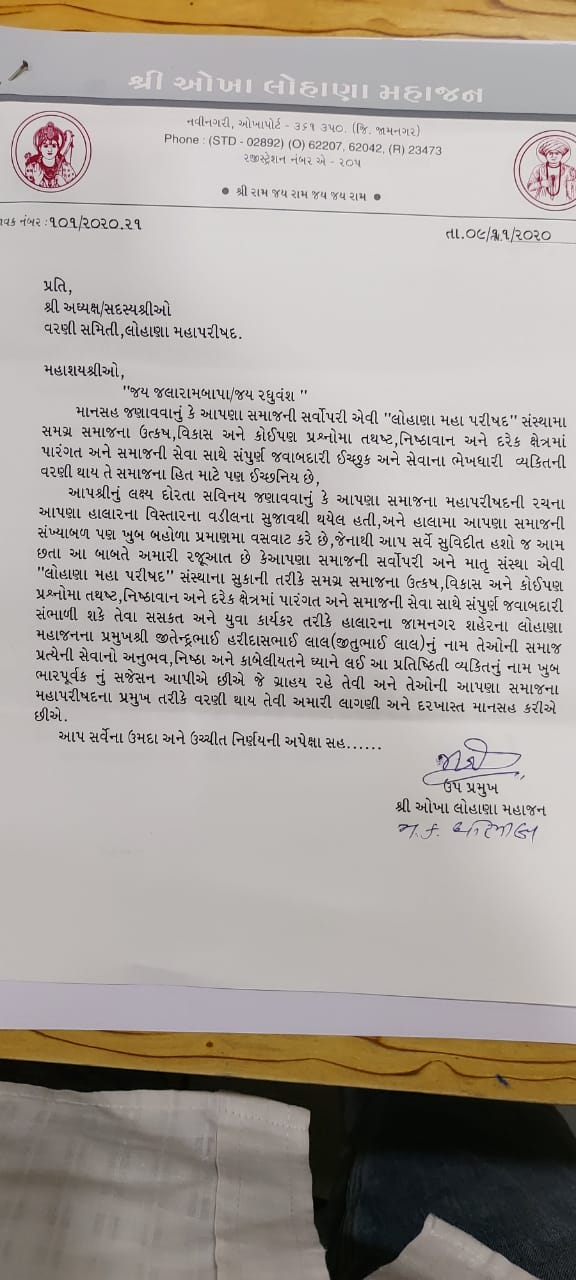 શ્રી ઓખા લોહાણા મહાજન
નવીનગરી, ઓખાપોર્ટ - ૩૬૧ ૩૫૦. (જિ. જામનગર)
Phone : (STD - 02892) (O) 62207, 62042, (R) 23473
રજીસ્ટ્રેશન નંબર એ - ૨૦૫
● શ્રી રામ જય રામ જય જય રામ ●
વક નંબર : ૧૦૧/૨૦૨૦.૨૧
તા.૦૯/૧૧/૨૦૨૦
પ્રતિ,
શ્રી અધ્યક્ષ/સદસ્યશ્રીઓ
વરણી સમિતી,લોહાણા મહાપરીષદ.
મહાશયશ્રીઓ,
"જય જલારામબાપા/જય રઘુવંશ "
માનસહ જણાવવાનું કે આપણા સમાજની સર્વોપરી એવી "લોહાણા મહા પરીષદ" સંસ્થામા
સમગ્ર સમાજના ઉત્કષ,વિકાસ અને કોઈપણ પ્રશ્નોમા તથષ્ટ,નિષ્ઠાવાન અને દરેક ક્ષેત્રમાં
પારંગત અને સમાજની સેવા સાથે સંપુર્ણ જવાબદારી ઈચ્છુક અને સેવાના ભેખધારી વ્યકિતની
વરણી થાય તે સમાજના હિત માટે પણ ઈચ્છનિય છે,
આપશ્રીનું લક્ષ્ય દોરતા સવિનય જણાવવાનું કે આપણા સમાજના મહાપરીષદની રચના
આપણા હાલારના વિસ્તારના વડીલના સુજાવથી થયેલ હતી,અને હાલામા આપણા સમાજની
સંખ્યાબળ પણ ખુબ બહોળા પ્રમાણમા વસવાટ કરે છે,જેનાથી આપ સર્વે સુવિદીત હશો જ આમ
છતા આ બાબતે અમારી રજૂઆત છે કેઆપણા સમાજની સર્વોપરી અને માતુ સંસ્થા એવી
"લોહાણા મહા પરીષદ" સંસ્થાના સુકાની તરીકે સમગ્ર સમાજના ઉત્કષ,વિકાસ અને કોઈપણ
પ્રશ્નોમા તથષ્ટ,નિષ્ઠાવાન અને દરેક ક્ષેત્રમાં પારંગત અને સમાજની સેવા સાથે સંપુર્ણ જવાબદારી
સંભાળી શકે તેવા સસકત અને યુવા કાર્યકર તરીકે હાલારના જામનગર શહેરના લોહાણા
મહાજનના પ્રમુખશ્રી જીતેન્દ્રભાઈ હરીદાસભાઈ લાલ(જીતુભાઈ લાલ)નું નામ તેઓની સમાજ
પ્રત્યેની સેવાનો અનુભવ,નિષ્ઠા અને કાબેલીયતને ધ્યાને લઈ આ પ્રતિષ્ઠિતી વ્યકિતનું નામ ખુબ
ભારપૂર્વક નું સજેસન આપીએ છીએ જે ગ્રાહય રહે તેવી અને તેઓની આપણા સમાજના
મહાપરીષદના પ્રમુખ તરીકે વરણી થાય તેવી અમારી લાગણી અને દરખાસ્ત માનસહ કરીએ
છીએ.
આપ સર્વેના ઉમદા અને ઉચ્ચીત નિર્ણયની અપેક્ષા સહ......
ઉપ પ્રમુખ
શ્રી ઓખા લોહાણા મહાજન